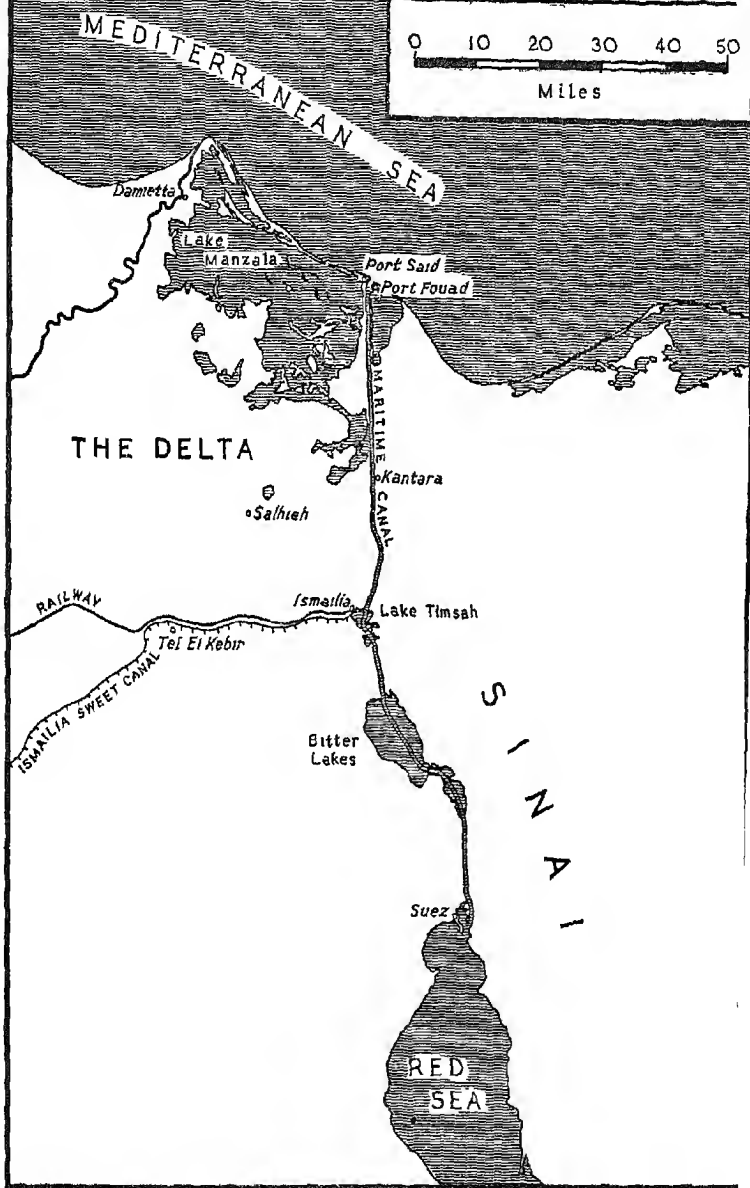 MEDITERRANEAN SEA
0 10 20 30 40 50
Miles
Damietta
Lake
Manzala
Port Said
Port Fouad
MARITIME CANAL
THE DELTA
Kantara
Salhieh
RAILWAY
Ismailia
Lake Timsah
Tel El Kebir
ISMAILIA SWEET CANAL
SINAI
Bitter
Lakes
Suez
RED
SEA